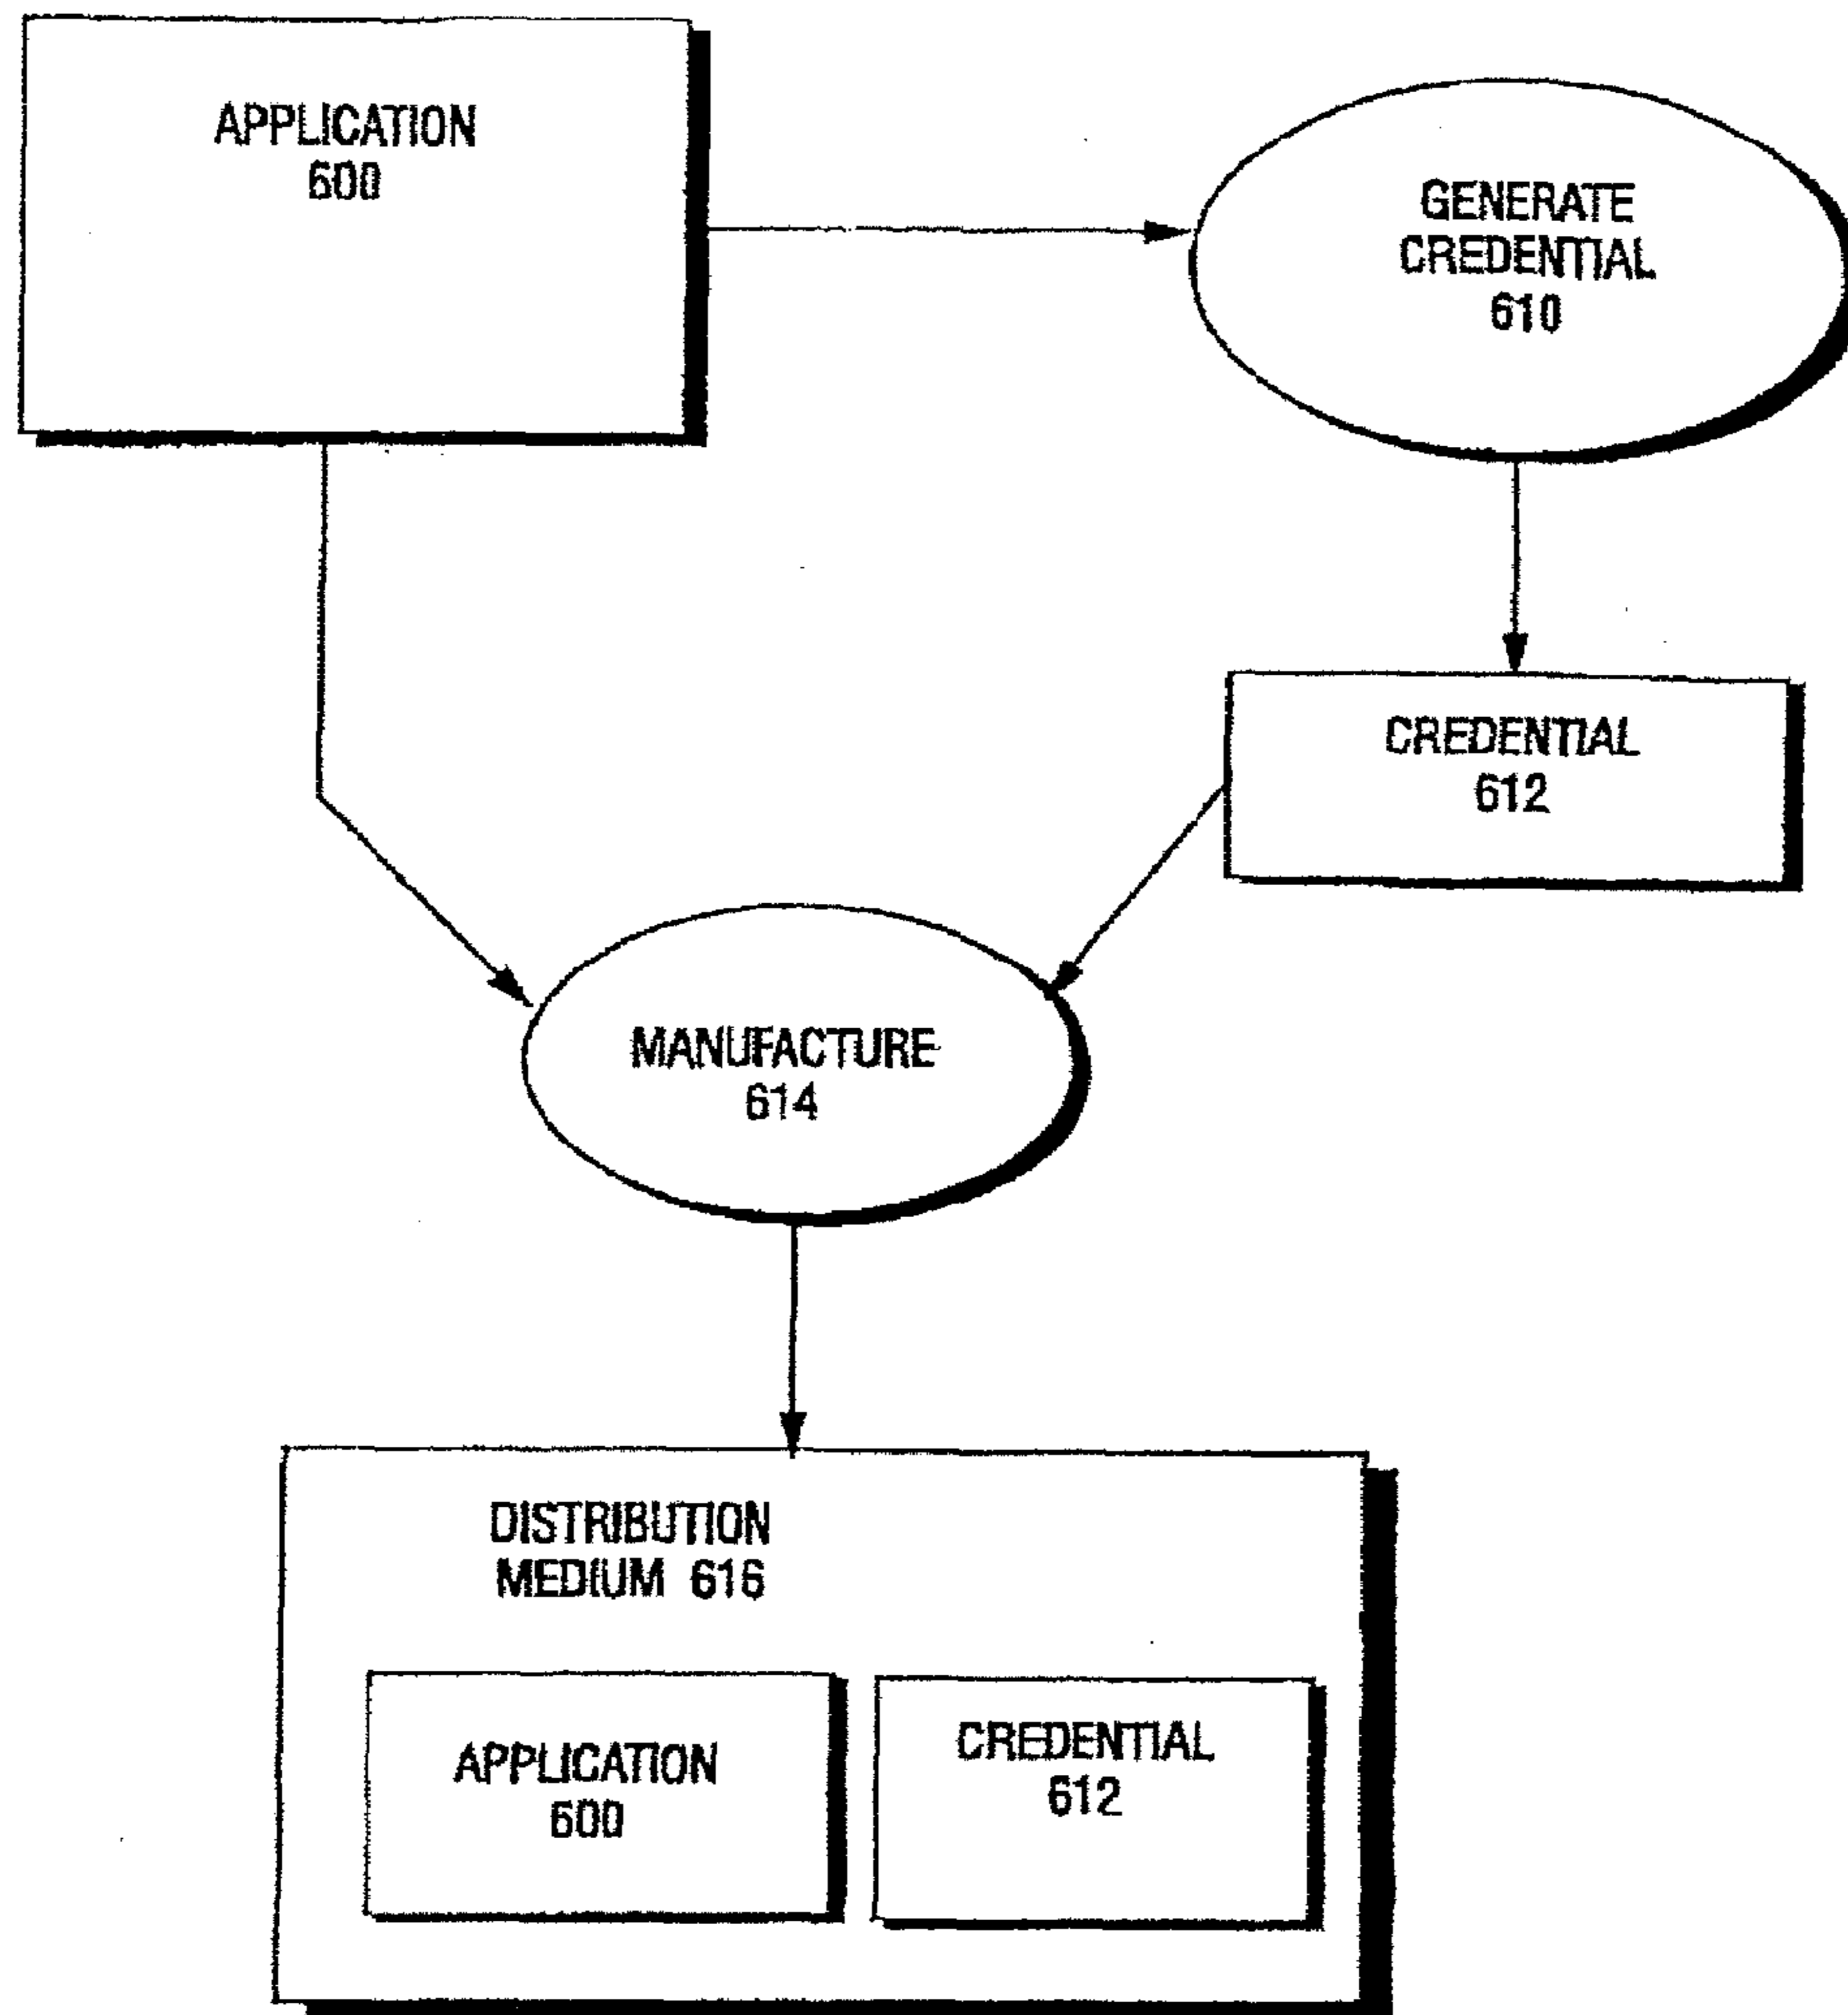 APPLICATION
600
GENERATE
CREDENTIAL
610
CREDENTIAL
612
MANUFACTURE
614
DISTRIBUTION
MEDIUM 616
APPLICATION
600
CREDENTIAL
612